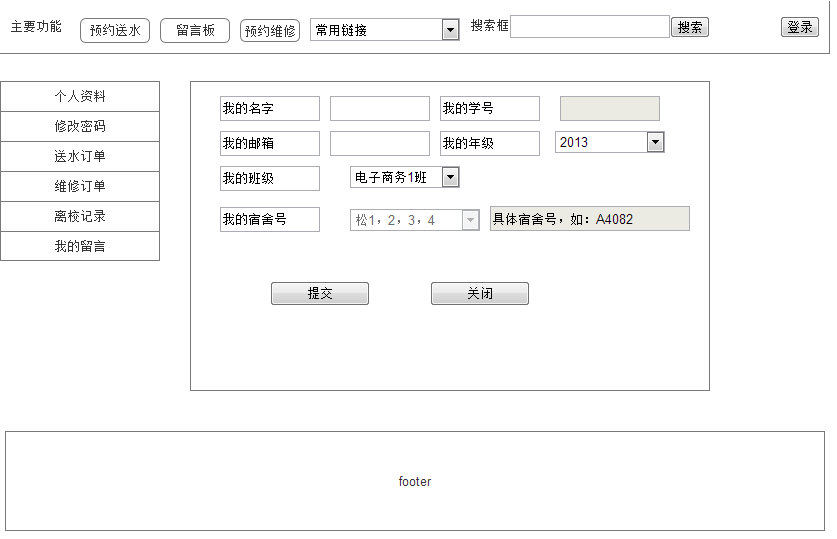 主要功能 预约送水 留言板 预约维修 常用链接 搜索框 搜索 登录
个人资料
修改密码
送水订单
维修订单
离校记录
我的留言
我的名字 我的学号
我的邮箱 我的年级 2013
我的班级 电子商务1班
我的宿舍号 松1，2，3，4 具体宿舍号，如：A4082
提交 关闭
footer